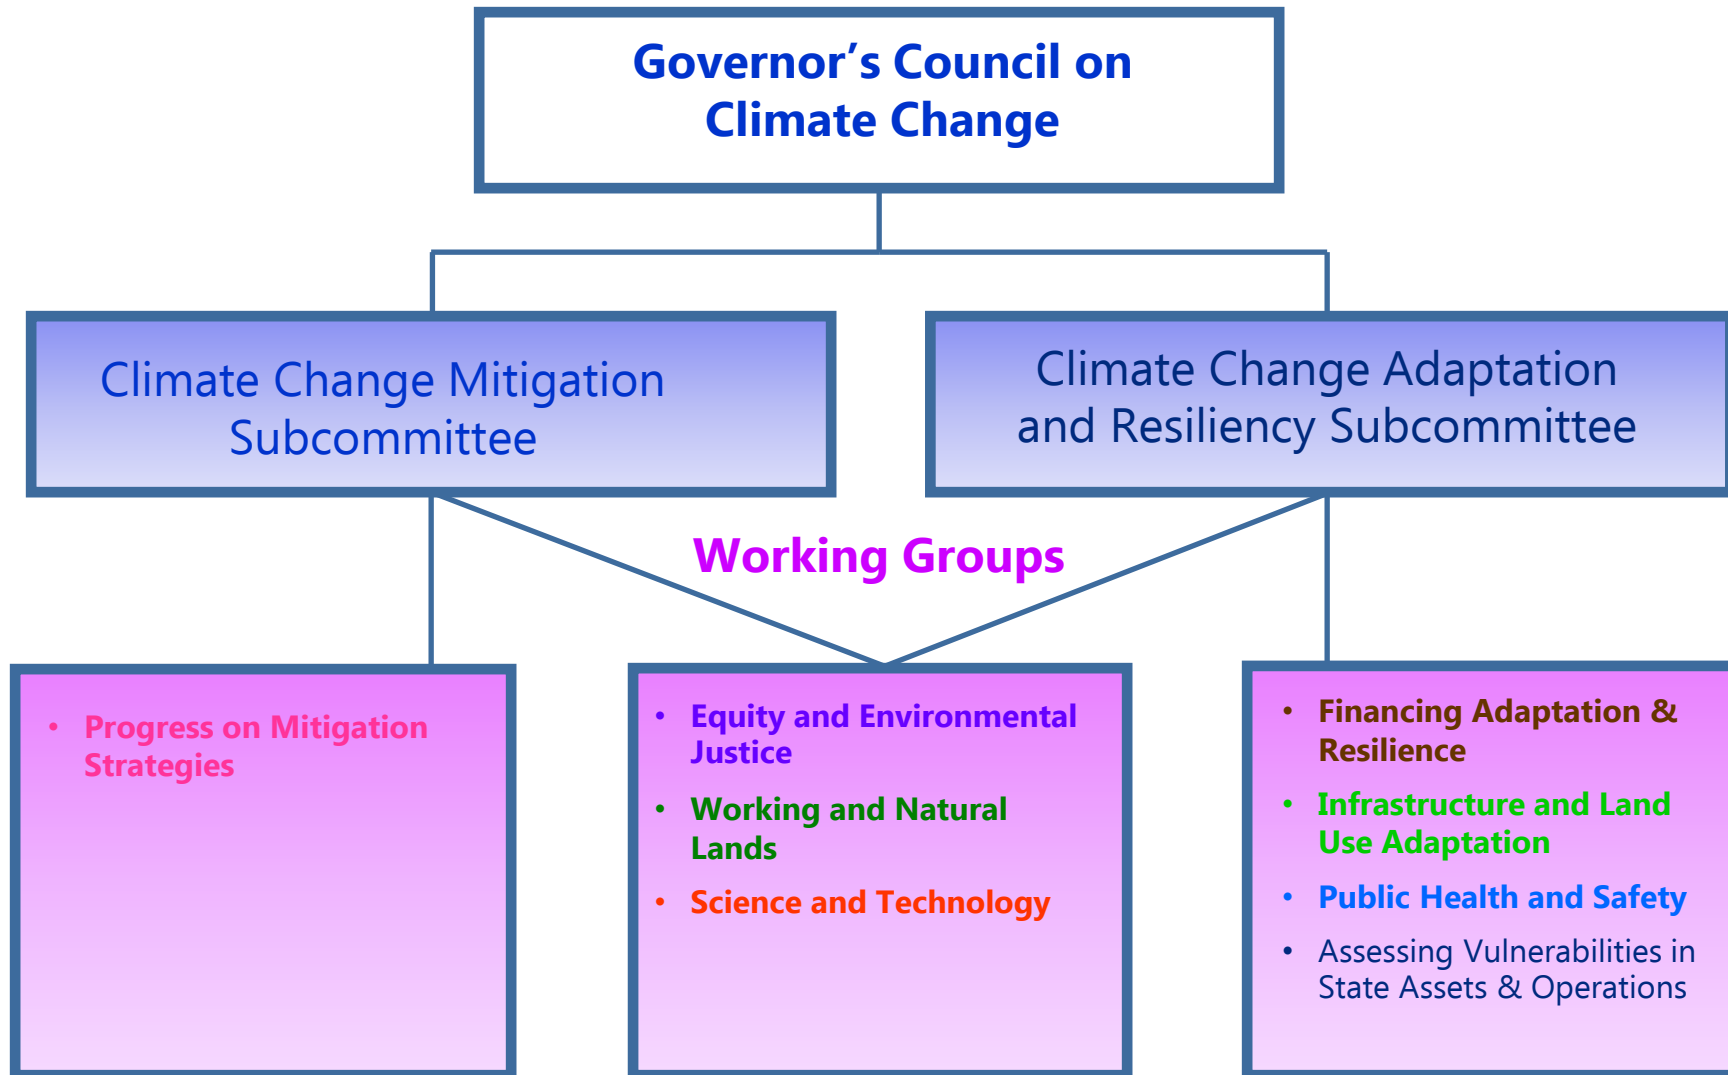 Governor’s Council on
Climate Change
Climate Change Mitigation
Subcommittee
Climate Change Adaptation
and Resiliency Subcommittee
Working Groups
• Progress on Mitigation
Strategies
• Equity and Environmental
Justice
• Working and Natural
Lands
• Science and Technology
• Financing Adaptation &
Resilience
• Infrastructure and Land
Use Adaptation
• Public Health and Safety
• Assessing Vulnerabilities in
State Assets & Operations